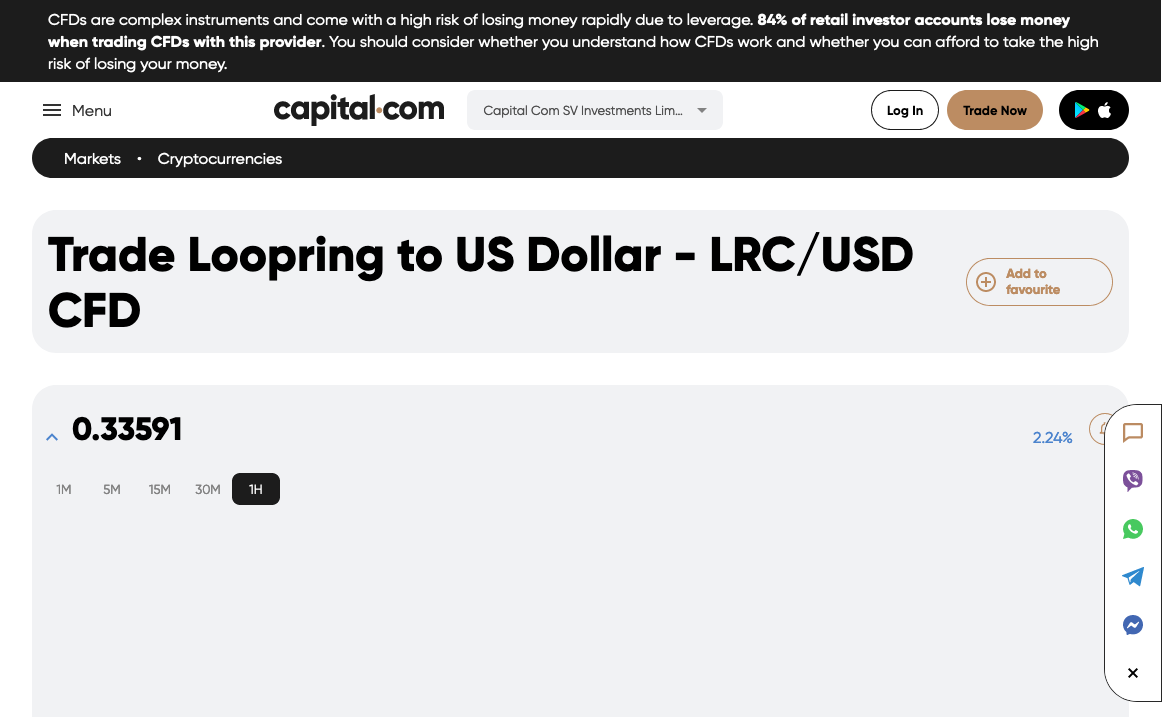 CFDs are complex instruments and come with a high risk of losing money rapidly due to leverage. 84% of retail investor accounts lose money
when trading CFDs with this provider. You should consider whether you understand how CFDs work and whether you can afford to take the high
risk of losing your money.
Menu
capital.com
Capital Com SV Investments Lim...
Log In
Trade Now
Markets • Cryptocurrencies
Trade Loopring to US Dollar - LRC/USD
CFD
Add to
favourite
0.33591
2.24%
1M 5M 15M 30M 1H